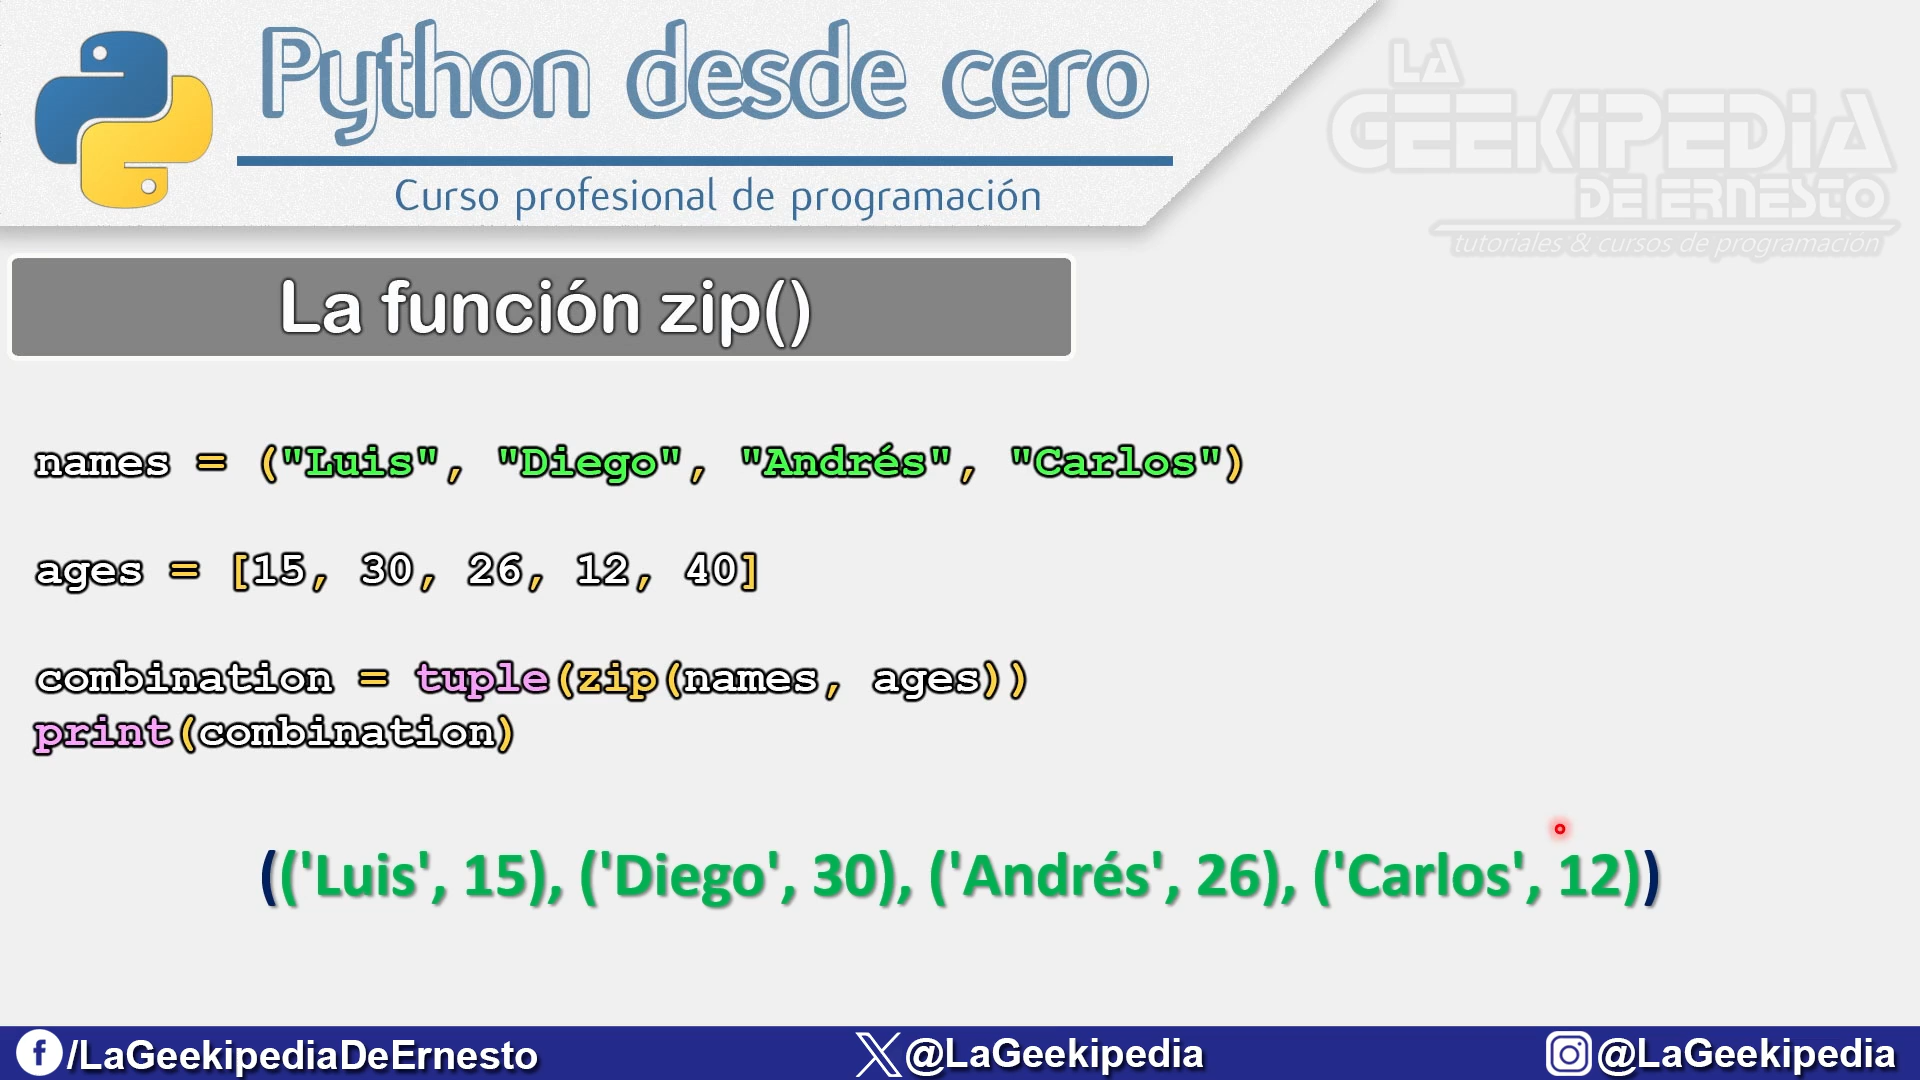 Python desde cero
Curso profesional de programación
LA
GEEKIPEDIA
DE ERNESTO
tutoriales & cursos de programación
La función zip()
names = ("Luis", "Diego", "Andrés", "Carlos")
ages = [15, 30, 26, 12, 40]
combination = tuple(zip(names, ages))
print(combination)
(('Luis', 15), ('Diego', 30), ('Andrés', 26), ('Carlos', 12))
/LaGeekipediaDeErnesto
@LaGeekipedia
@LaGeekipedia